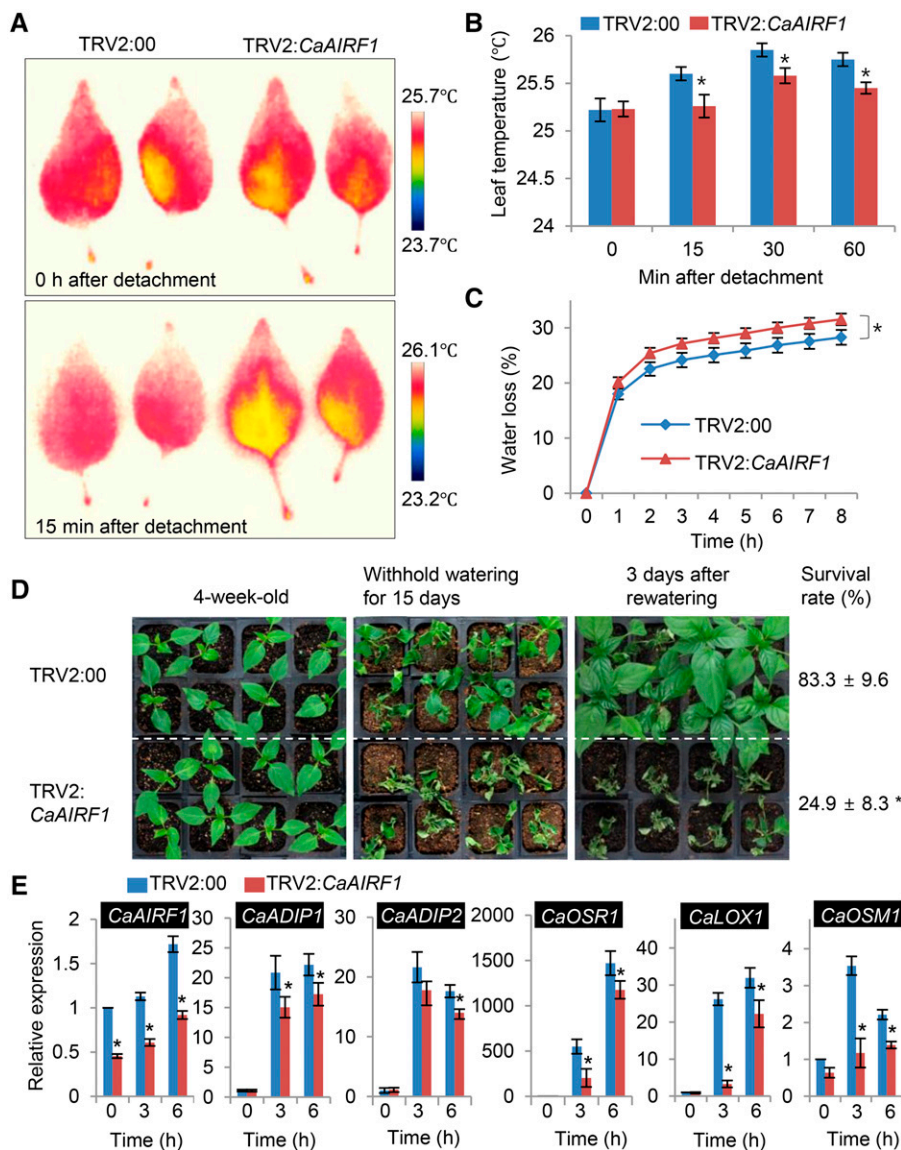 A
TRV2:00 TRV2:CaAIRF1
25.7℃
23.7℃
0 h after detachment
26.1℃
23.2℃
15 min after detachment
B
TRV2:00 TRV2:CaAIRF1
Leaf temperature (℃)
26
25.5
25
24.5
24
* * *
0 15 30 60
Min after detachment
C
Water loss (%)
30
20
10
0
*
TRV2:00
TRV2:CaAIRF1
0 1 2 3 4 5 6 7 8
Time (h)
D
4-week-old
Withhold watering
for 15 days
3 days after
rewatering
Survival
rate (%)
TRV2:00
83.3 ± 9.6
TRV2:
CaAIRF1
24.9 ± 8.3 *
E
TRV2:00 TRV2:CaAIRF1
Relative expression
CaAIRF1
2
1.5
1
0.5
0
* * *
0 3 6
Time (h)
CaADIP1
30
25
20
15
10
5
0
* *
0 3 6
Time (h)
CaADIP2
30
20
10
0
*
0 3 6
Time (h)
CaOSR1
2000
1500
1000
500
0
* *
0 3 6
Time (h)
CaLOX1
40
30
20
10
0
* *
0 3 6
Time (h)
CaOSM1
4
3
2
1
0
* *
0 3 6
Time (h)